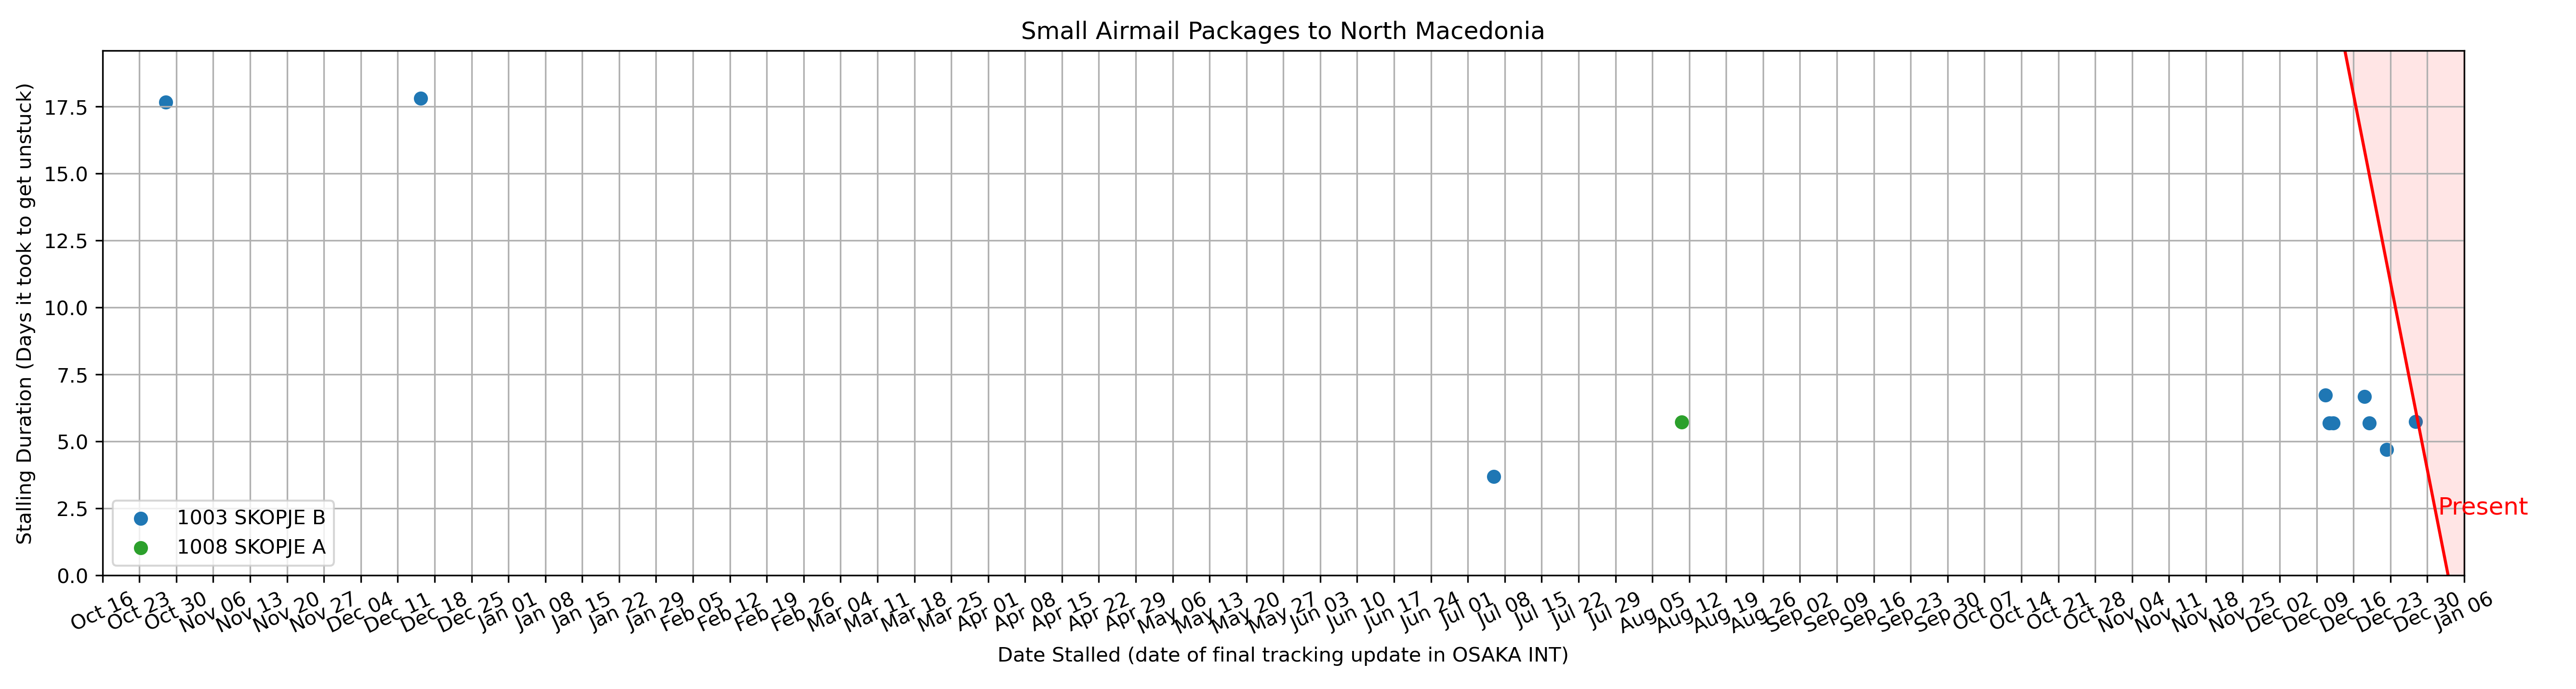 Small Airmail Packages to North Macedonia
Stalling Duration (Days it took to get unstuck)
17.5
15.0
12.5
10.0
7.5
5.0
2.5
0.0
1003 SKOPJE B
1008 SKOPJE A
Present
Oct 16 Oct 23 Oct 30 Nov 06 Nov 13 Nov 20 Nov 27 Dec 04 Dec 11 Dec 18 Dec 25 Jan 01 Jan 08 Jan 15 Jan 22 Jan 29 Feb 05 Feb 12 Feb 19 Feb 26 Mar 04 Mar 11 Mar 18 Mar 25 Apr 01 Apr 08 Apr 15 Apr 22 Apr 29 May 06 May 13 May 20 May 27 Jun 03 Jun 10 Jun 17 Jun 24 Jul 01 Jul 08 Jul 15 Jul 22 Jul 29 Aug 05 Aug 12 Aug 19 Aug 26 Sep 02 Sep 09 Sep 16 Sep 23 Sep 30 Oct 07 Oct 14 Oct 21 Oct 28 Nov 04 Nov 11 Nov 18 Nov 25 Dec 02 Dec 09 Dec 16 Dec 23 Dec 30 Jan 06
Date Stalled (date of final tracking update in OSAKA INT)